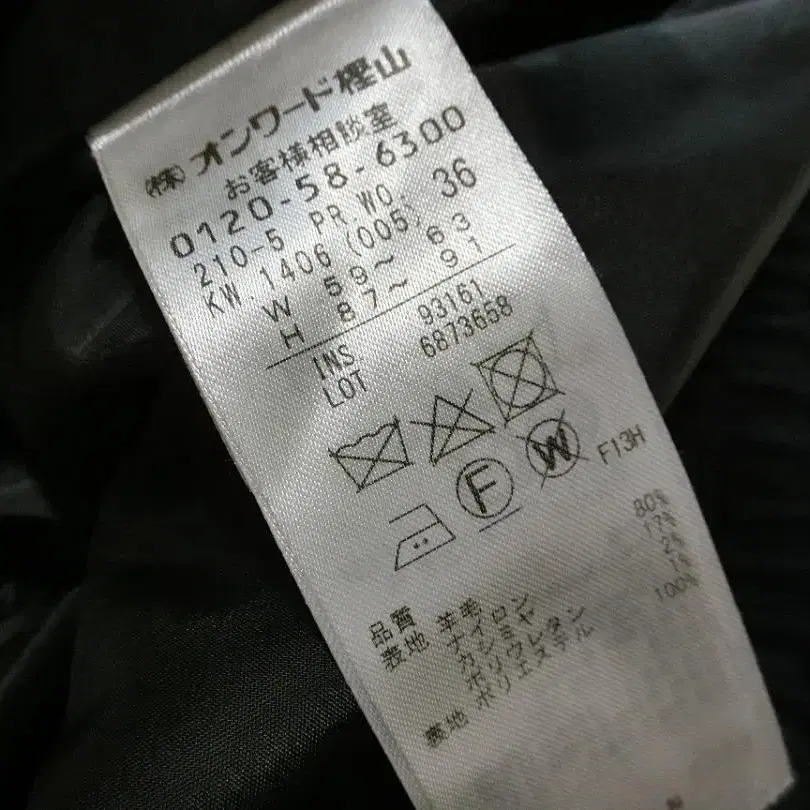 (株)オンワード樫山
お客様相談室
0120-58-6300
210-5 PR.WO. 36
KW.1406 (005)
W 59~ 63
H 87~ 91
INS 93161
LOT 6873658
F W F13H
品質
表地 羊毛 80%
ナイロン 17%
カシミヤ 2%
ポリウレタン 1%
裏地 ポリエステル 100%